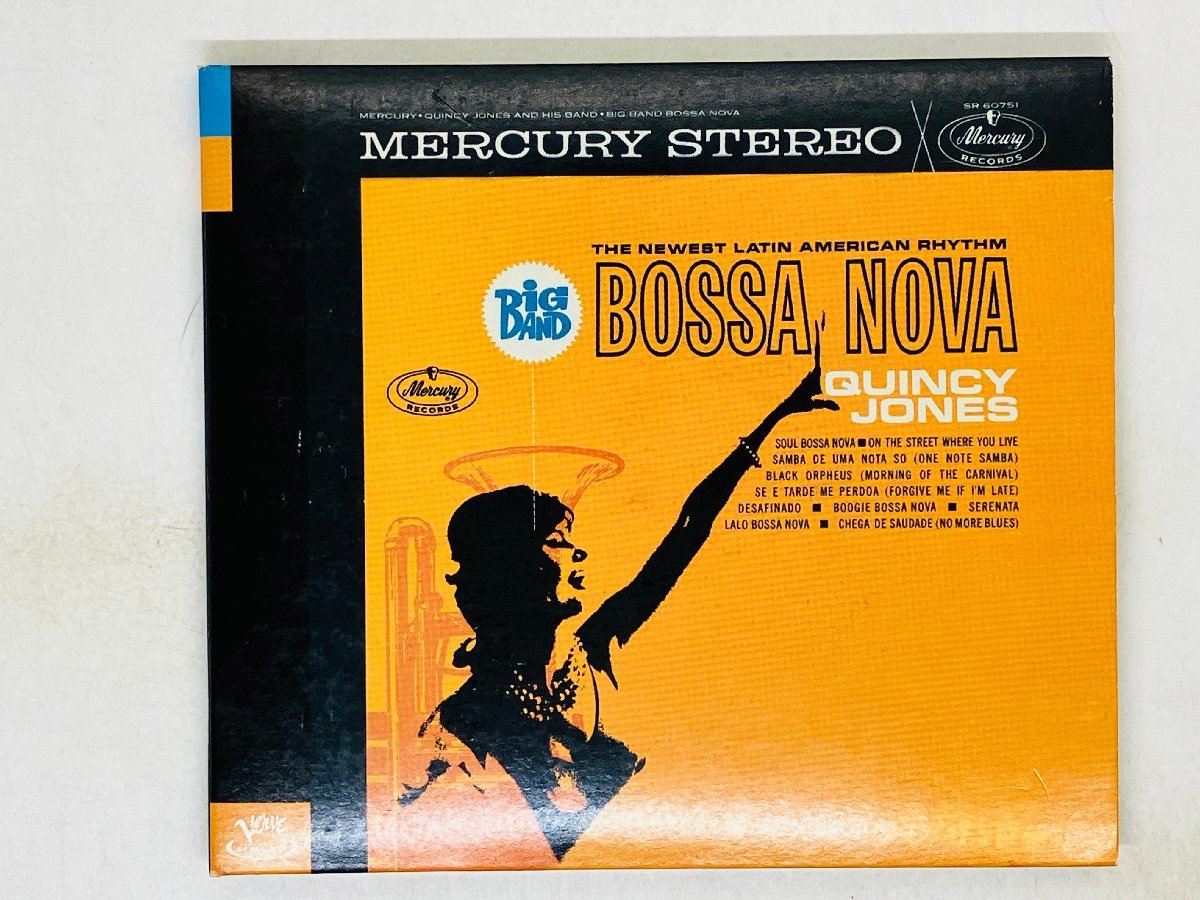 SR 60751
MERCURY • QUINCY JONES AND HIS BAND • BIG BAND BOSSA NOVA
MERCURY STEREO
Mercury
RECORDS
THE NEWEST LATIN AMERICAN RHYTHM
BIG BAND
BOSSA NOVA
Mercury
RECORDS
QUINCY
JONES
SOUL BOSSA NOVA ■ ON THE STREET WHERE YOU LIVE
SAMBA DE UMA NOTA SO (ONE NOTE SAMBA)
BLACK ORPHEUS (MORNING OF THE CARNIVAL)
SE E TARDE ME PERDOA (FORGIVE ME IF I'M LATE)
DESAFINADO ■ BOOGIE BOSSA NOVA ■ SERENATA
LALO BOSSA NOVA ■ CHEGA DE SAUDADE (NO MORE BLUES)
Verve